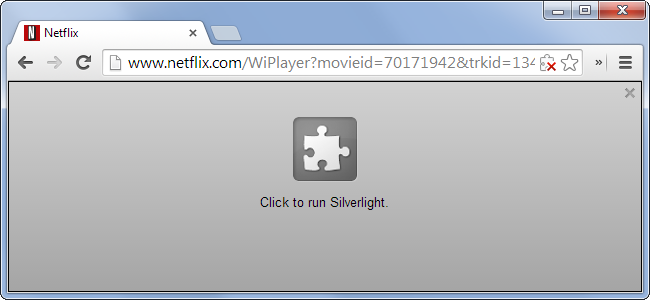 Netflix
www.netflix.com/WiPlayer?movieid=70171942&trkid=134
Click to run Silverlight.